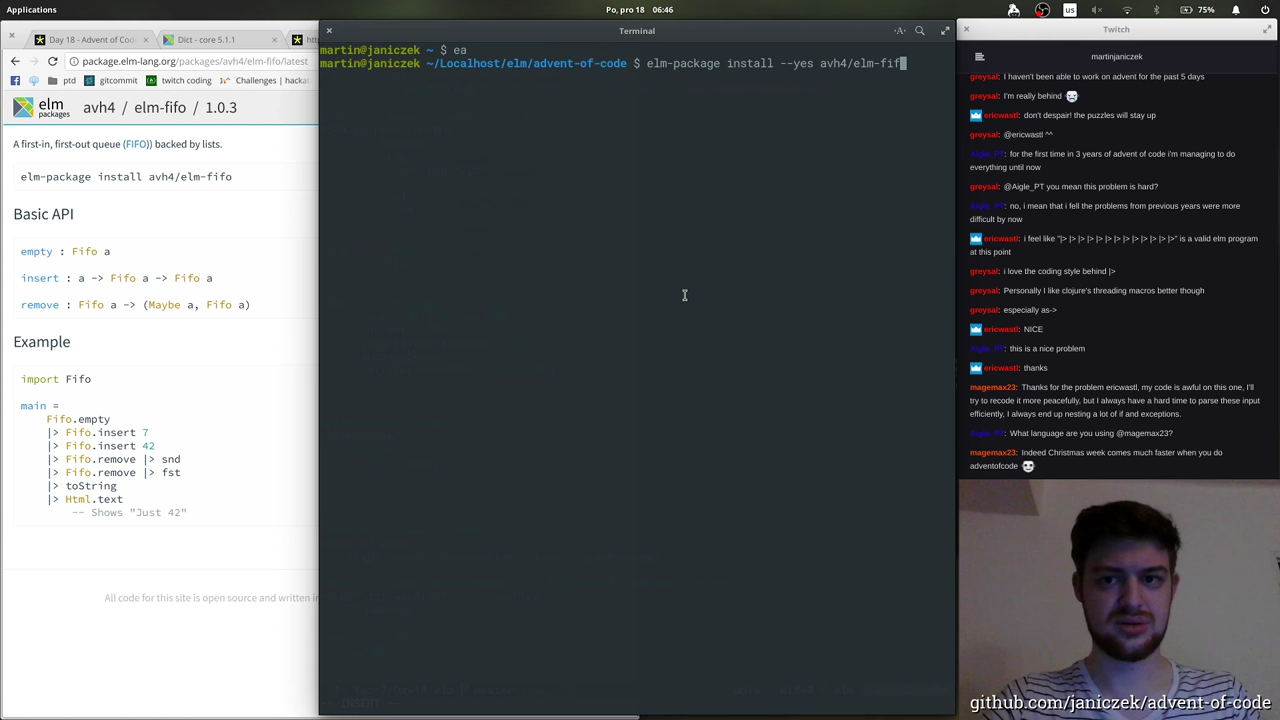 Applications
Po, pro 18 06:46
us
75%
Day 18 - Advent of Cod
Dict - core 5.1.1
package.elm-lang.org/packages/avh4/elm-fifo/latest
ptd
gitcommit
twitch coding
Challenges | hackat
elm
packages
avh4 / elm-fifo / 1.0.3
A first-in, first-out queue (FIFO)) backed by lists.
elm-package install avh4/elm-fifo
Basic API
empty : Fifo a
insert : a -> Fifo a -> Fifo a
remove : Fifo a -> (Maybe a, Fifo a)
Example
import Fifo
main =
Fifo.empty
|> Fifo.insert 7
|> Fifo.insert 42
|> Fifo.remove |> snd
|> Fifo.remove |> fst
|> toString
|> Html.text
-- Shows "Just 42"
All code for this site is open source and written in
Terminal
martin@janiczek ~ $ ea
martin@janiczek ~/Localhost/elm/advent-of-code $ elm-package install --yes avh4/elm-fif
-- INSERT --
Twitch
martinjaniczek
greysal: I haven't been able to work on advent for the past 5 days
greysal: I'm really behind
ericwastl: don't despair! the puzzles will stay up
greysal: @ericwastl ^^
Aigle_PT: for the first time in 3 years of advent of code i'm managing to do
everything until now
greysal: @Aigle_PT you mean this problem is hard?
Aigle_PT: no, i mean that i fell the problems from previous years were more
difficult by now
ericwastl: i feel like "|> |> |> |> |> |> |> |> |> |> |> |> |>" is a valid elm program
at this point
greysal: i love the coding style behind |>
greysal: Personally I like clojure's threading macros better though
greysal: especially as->
ericwastl: NICE
Aigle_PT: this is a nice problem
ericwastl: thanks
magemax23: Thanks for the problem ericwastl, my code is awful on this one, I'll
try to recode it more peacefully, but I always have a hard time to parse these input
efficiently, I always end up nesting a lot of if and exceptions.
Aigle_PT: What language are you using @magemax23?
magemax23: Indeed Christmas week comes much faster when you do
adventofcode
github.com/janiczek/advent-of-code